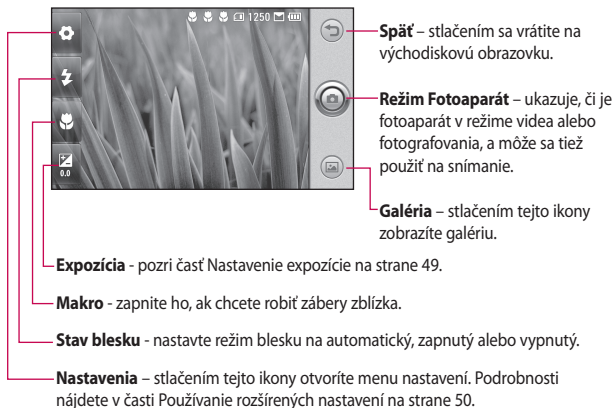 1250
0.0
Späť – stlačením sa vrátite na
východiskovú obrazovku.
Režim Fotoaparát – ukazuje, či je
fotoaparát v režime videa alebo
fotografovania, a môže sa tiež
použiť na snímanie.
Galéria – stlačením tejto ikony
zobrazíte galériu.
Expozícia - pozri časť Nastavenie expozície na strane 49.
Makro - zapnite ho, ak chcete robiť zábery zblízka.
Stav blesku - nastavte režim blesku na automatický, zapnutý alebo vypnutý.
Nastavenia – stlačením tejto ikony otvoríte menu nastavení. Podrobnosti
nájdete v časti Používanie rozšírených nastavení na strane 50.